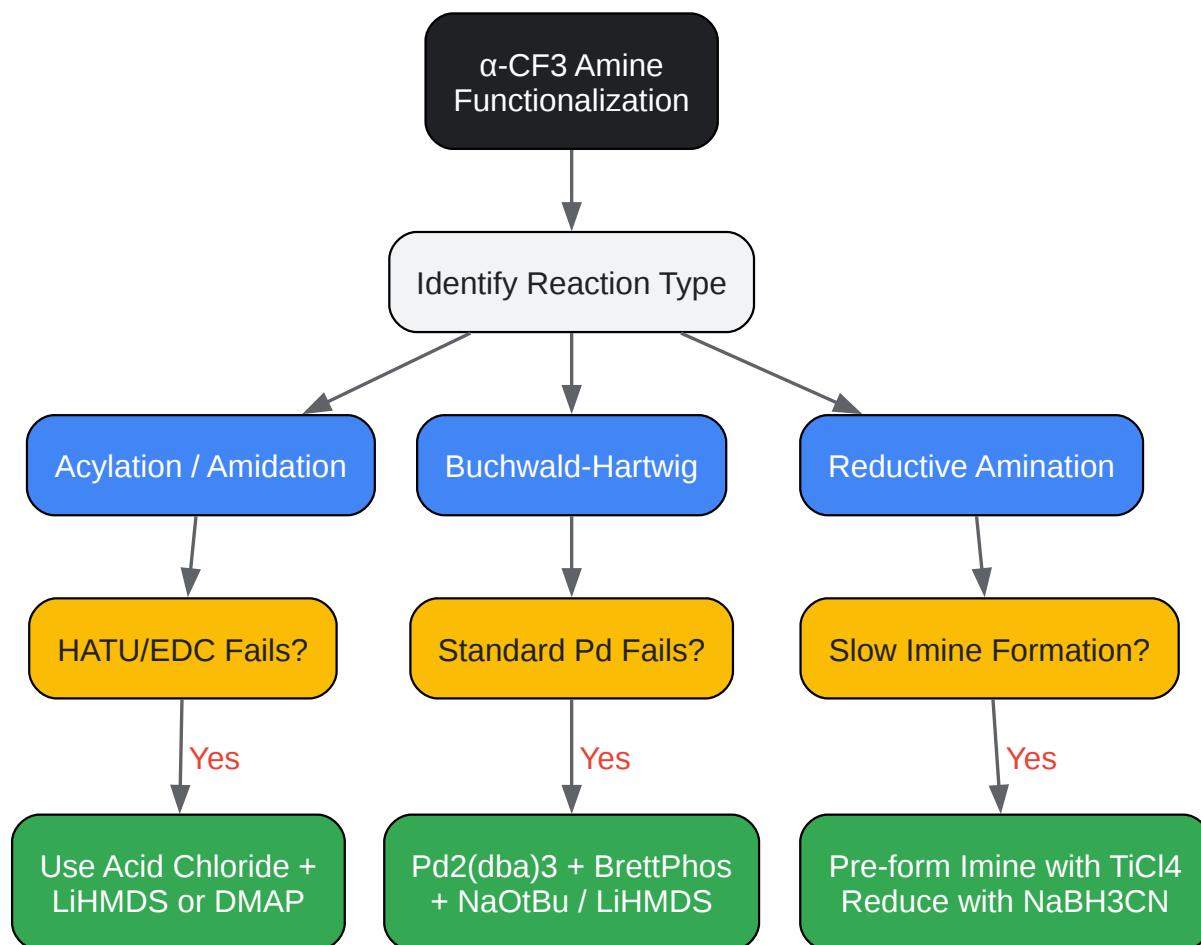 α-CF3 Amine
Functionalization
Identify Reaction Type
Acylation / Amidation
Buchwald-Hartwig
Reductive Amination
HATU/EDC Fails?
Standard Pd Fails?
Slow Imine Formation?
Yes
Yes
Yes
Use Acid Chloride +
LiHMDS or DMAP
Pd2(dba)3 + BrettPhos
+ NaOtBu / LiHMDS
Pre-form Imine with TiCl4
Reduce with NaBH3CN